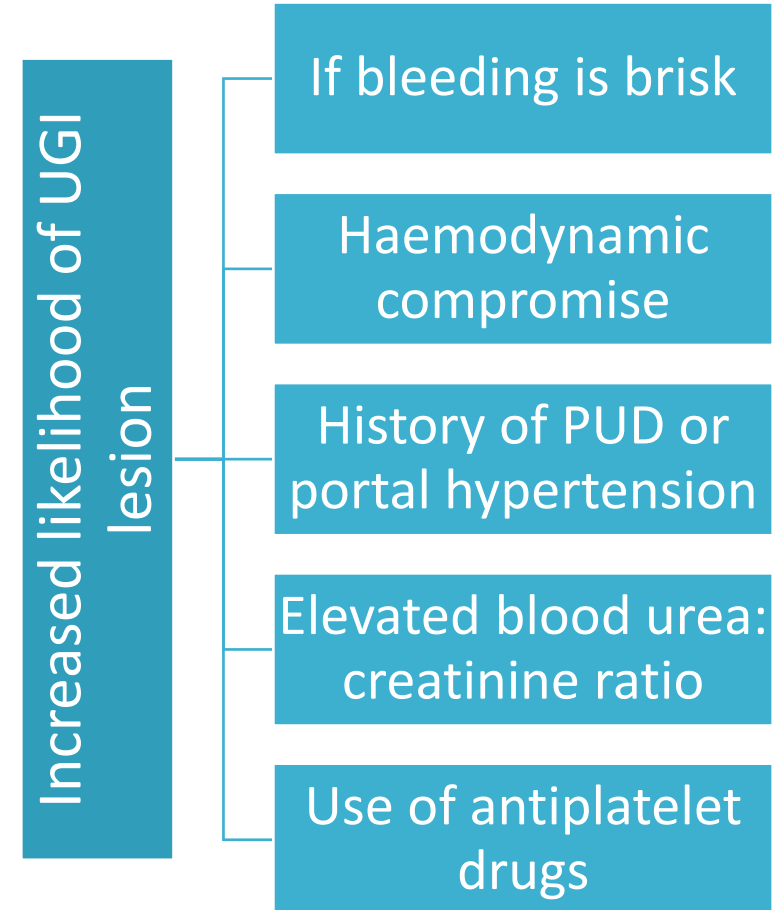 Increased likelihood of UGI
lesion
If bleeding is brisk
Haemodynamic
compromise
History of PUD or
portal hypertension
Elevated blood urea:
creatinine ratio
Use of antiplatelet
drugs